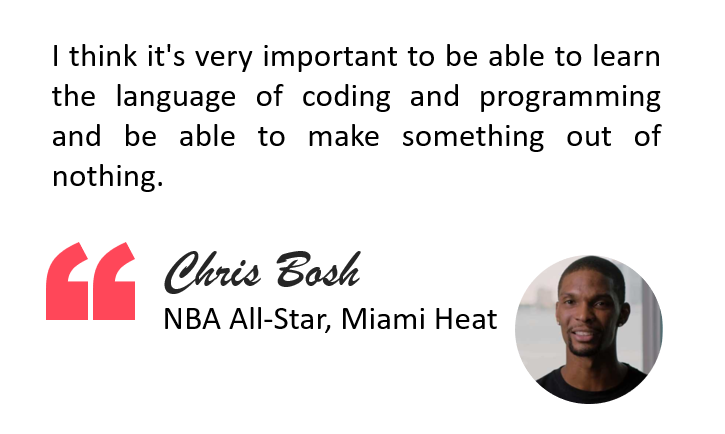 I think it's very important to be able to learn
the language of coding and programming
and be able to make something out of
nothing.
Chris Bosh
NBA All-Star, Miami Heat